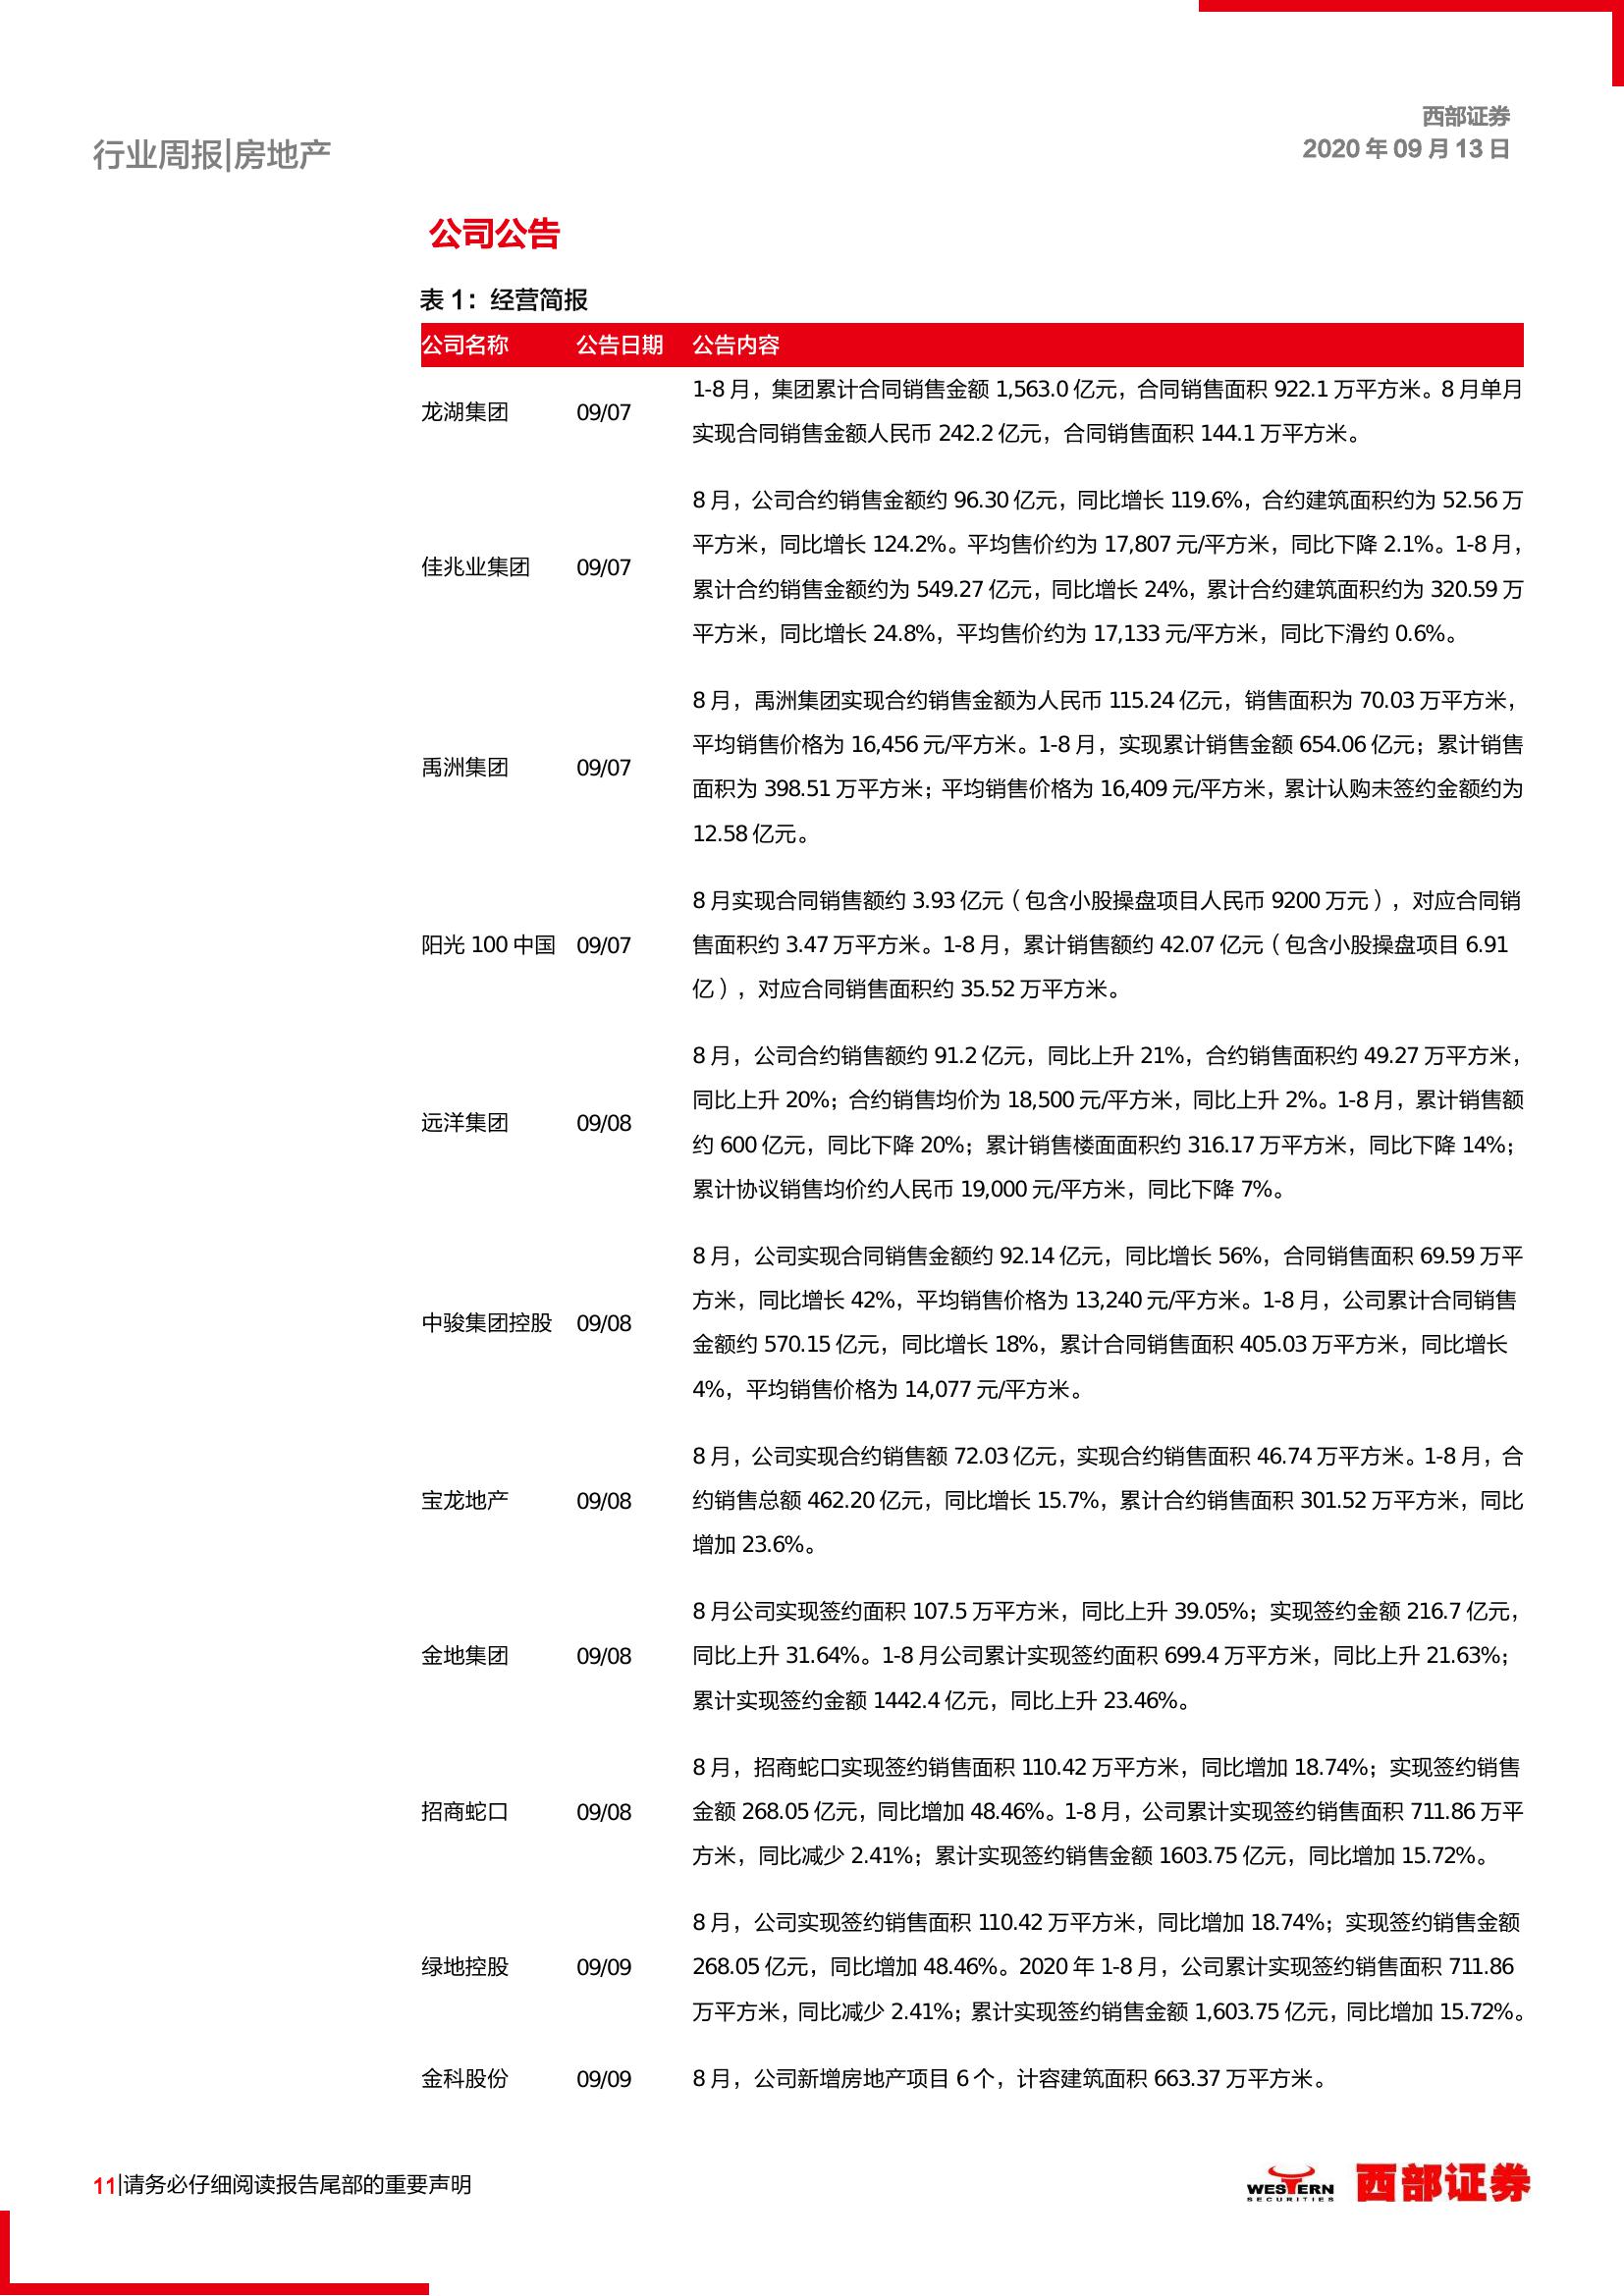 西部证券
行业周报|房地产
2020 年 09 月 13 日
公司公告
表 1：经营简报
公司名称 公告日期 公告内容
龙湖集团 09/07
1-8 月，集团累计合同销售金额 1,563.0 亿元，合同销售面积 922.1 万平方米。8 月单月
实现合同销售金额人民币 242.2 亿元，合同销售面积 144.1 万平方米。
佳兆业集团 09/07
8 月，公司合约销售金额约 96.30 亿元，同比增长 119.6%，合约建筑面积约为 52.56 万
平方米，同比增长 124.2%。平均售价约为 17,807 元/平方米，同比下降 2.1%。1-8 月，
累计合约销售金额约为 549.27 亿元，同比增长 24%，累计合约建筑面积约为 320.59 万
平方米，同比增长 24.8%，平均售价约为 17,133 元/平方米，同比下滑约 0.6%。
禹洲集团 09/07
8 月，禹洲集团实现合约销售金额为人民币 115.24 亿元，销售面积为 70.03 万平方米，
平均销售价格为 16,456 元/平方米。1-8 月，实现累计销售金额 654.06 亿元；累计销售
面积为 398.51 万平方米；平均销售价格为 16,409 元/平方米，累计认购未签约金额约为
12.58 亿元。
阳光 100 中国 09/07
8 月实现合同销售额约 3.93 亿元（包含小股操盘项目人民币 9200 万元），对应合同销
售面积约 3.47 万平方米。1-8 月，累计销售额约 42.07 亿元（包含小股操盘项目 6.91
亿），对应合同销售面积约 35.52 万平方米。
远洋集团 09/08
8 月，公司合约销售额约 91.2 亿元，同比上升 21%，合约销售面积约 49.27 万平方米，
同比上升 20%；合约销售均价为 18,500 元/平方米，同比上升 2%。1-8 月，累计销售额
约 600 亿元，同比下降 20%；累计销售楼面面积约 316.17 万平方米，同比下降 14%；
累计协议销售均价约人民币 19,000 元/平方米，同比下降 7%。
中骏集团控股 09/08
8 月，公司实现合同销售金额约 92.14 亿元，同比增长 56%，合同销售面积 69.59 万平
方米，同比增长 42%，平均销售价格为 13,240 元/平方米。1-8 月，公司累计合同销售
金额约 570.15 亿元，同比增长 18%，累计合同销售面积 405.03 万平方米，同比增长
4%，平均销售价格为 14,077 元/平方米。
宝龙地产 09/08
8 月，公司实现合约销售额 72.03 亿元，实现合约销售面积 46.74 万平方米。1-8 月，合
约销售总额 462.20 亿元，同比增长 15.7%，累计合约销售面积 301.52 万平方米，同比
增加 23.6%。
金地集团 09/08
8 月公司实现签约面积 107.5 万平方米，同比上升 39.05%；实现签约金额 216.7 亿元，
同比上升 31.64%。1-8 月公司累计实现签约面积 699.4 万平方米，同比上升 21.63%；
累计实现签约金额 1442.4 亿元，同比上升 23.46%。
招商蛇口 09/08
8 月，招商蛇口实现签约销售面积 110.42 万平方米，同比增加 18.74%；实现签约销售
金额 268.05 亿元，同比增加 48.46%。1-8 月，公司累计实现签约销售面积 711.86 万平
方米，同比减少 2.41%；累计实现签约销售金额 1603.75 亿元，同比增加 15.72%。
绿地控股 09/09
8 月，公司实现签约销售面积 110.42 万平方米，同比增加 18.74%；实现签约销售金额
268.05 亿元，同比增加 48.46%。2020 年 1-8 月，公司累计实现签约销售面积 711.86
万平方米，同比减少 2.41%；累计实现签约销售金额 1,603.75 亿元，同比增加 15.72%。
金科股份 09/09 8 月，公司新增房地产项目 6 个，计容建筑面积 663.37 万平方米。
11|请务必仔细阅读报告尾部的重要声明
WESTERN
SECURITIES
西部证券